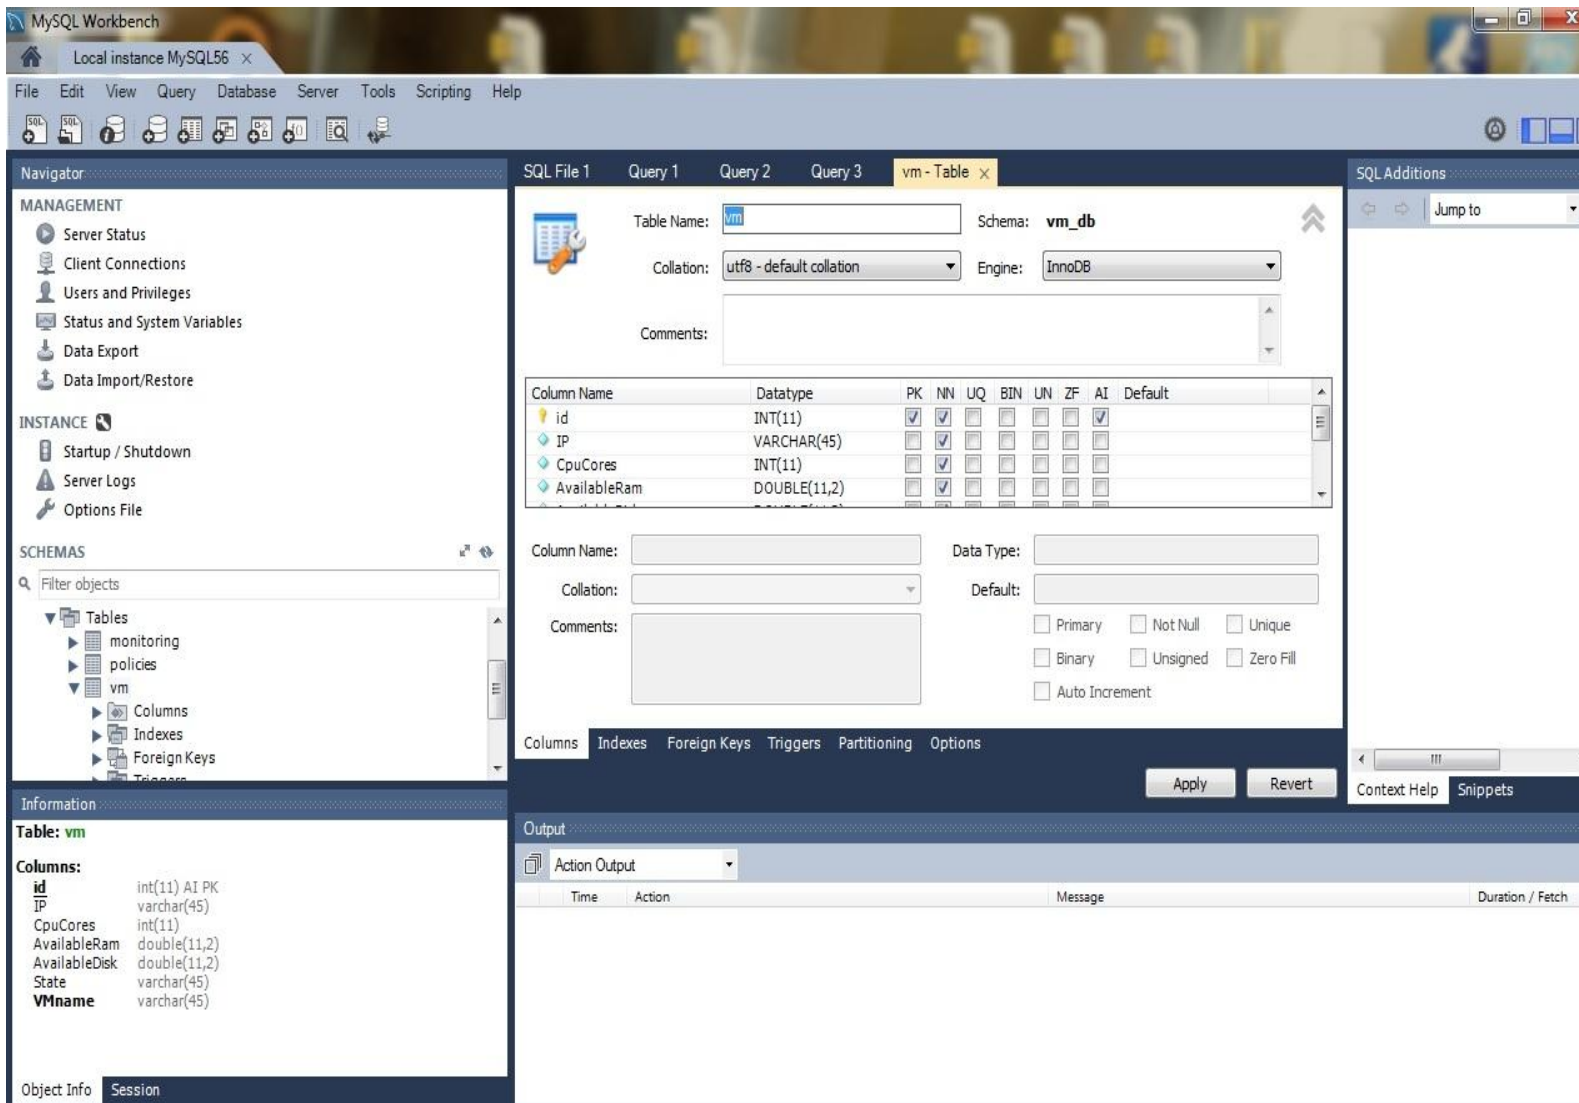 MySQL Workbench
Local instance MySQL56
File Edit View Query Database Server Tools Scripting Help
Navigator
MANAGEMENT
Server Status
Client Connections
Users and Privileges
Status and System Variables
Data Export
Data Import/Restore
INSTANCE
Startup / Shutdown
Server Logs
Options File
SCHEMAS
Filter objects
Tables
monitoring
policies
vm
Columns
Indexes
Foreign Keys
Triggers
Information
Table: vm
Columns:
id int(11) AI PK
IP varchar(45)
CpuCores int(11)
AvailableRam double(11,2)
AvailableDisk double(11,2)
State varchar(45)
VMname varchar(45)
Object Info Session
SQL File 1 Query 1 Query 2 Query 3 vm - Table
Table Name: vm Schema: vm_db
Collation: utf8 - default collation Engine: InnoDB
Comments:
Column Name Datatype PK NN UQ BIN UN ZF AI Default
id INT(11)
IP VARCHAR(45)
CpuCores INT(11)
AvailableRam DOUBLE(11,2)
Column Name: Data Type:
Collation: Default:
Comments: Primary Not Null Unique
Binary Unsigned Zero Fill
Auto Increment
Columns Indexes Foreign Keys Triggers Partitioning Options
Apply Revert
Output
Action Output
Time Action Message Duration / Fetch
SQL Additions
Jump to
Context Help Snippets